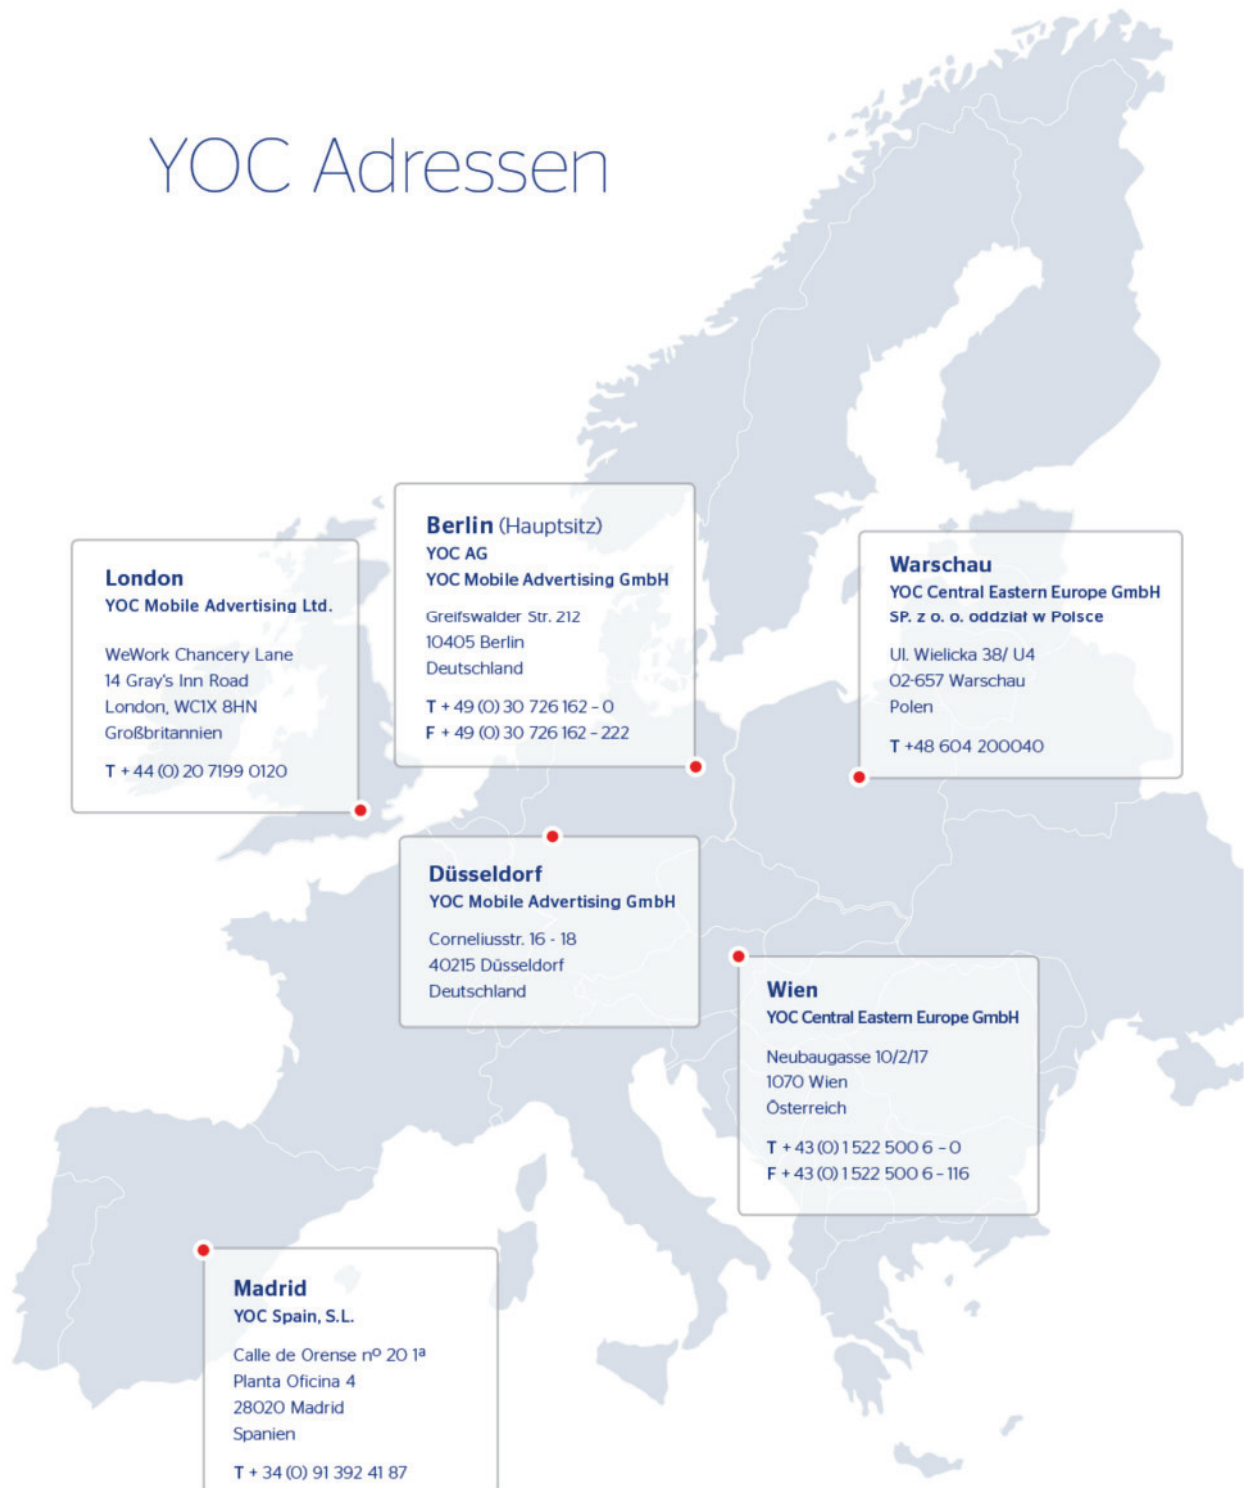 YOC Adressen
Berlin (Hauptsitz)
YOC AG
YOC Mobile Advertising GmbH
Greifswalder Str. 212
10405 Berlin
Deutschland
T + 49 (0) 30 726 162 – 0
F + 49 (0) 30 726 162 – 222
London
YOC Mobile Advertising Ltd.
WeWork Chancery Lane
14 Gray's Inn Road
London, WC1X 8HN
Großbritannien
T + 44 (0) 20 7199 0120
Warschau
YOC Central Eastern Europe GmbH
SP. z o. o. oddział w Polsce
Ul. Wielicka 38/ U4
02-657 Warschau
Polen
T +48 604 200040
Düsseldorf
YOC Mobile Advertising GmbH
Corneliusstr. 16 - 18
40215 Düsseldorf
Deutschland
Wien
YOC Central Eastern Europe GmbH
Neubaugasse 10/2/17
1070 Wien
Österreich
T + 43 (0) 1 522 500 6 – 0
F + 43 (0) 1 522 500 6 – 116
Madrid
YOC Spain, S.L.
Calle de Orense nº 20 1ª
Planta Oficina 4
28020 Madrid
Spanien
T + 34 (0) 91 392 41 87